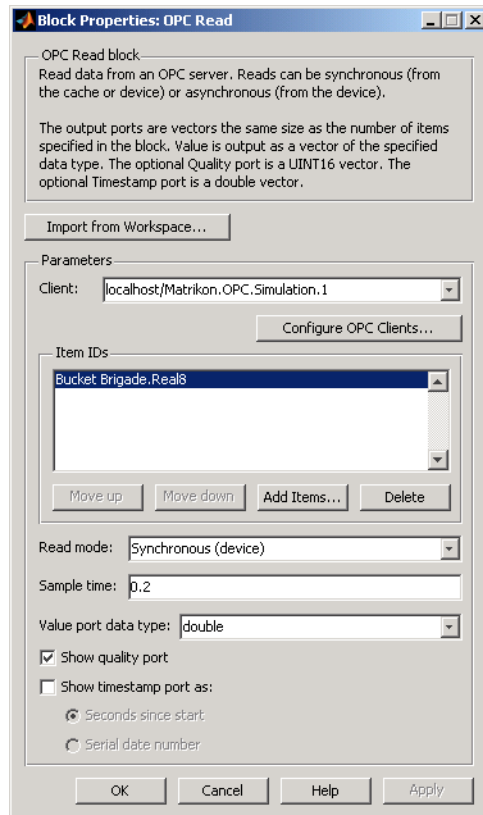 Block Properties: OPC Read
OPC Read block
Read data from an OPC server. Reads can be synchronous (from
the cache or device) or asynchronous (from the device).
The output ports are vectors the same size as the number of items
specified in the block. Value is output as a vector of the specified
data type. The optional Quality port is a UINT16 vector. The
optional Timestamp port is a double vector.
Import from Workspace...
Parameters
Client: localhost/Matrikon.OPC.Simulation.1
Configure OPC Clients...
Item IDs
Bucket Brigade.Real8
Move up Move down Add Items... Delete
Read mode: Synchronous (device)
Sample time: 0.2
Value port data type: double
Show quality port
Show timestamp port as:
Seconds since start
Serial date number
OK Cancel Help Apply